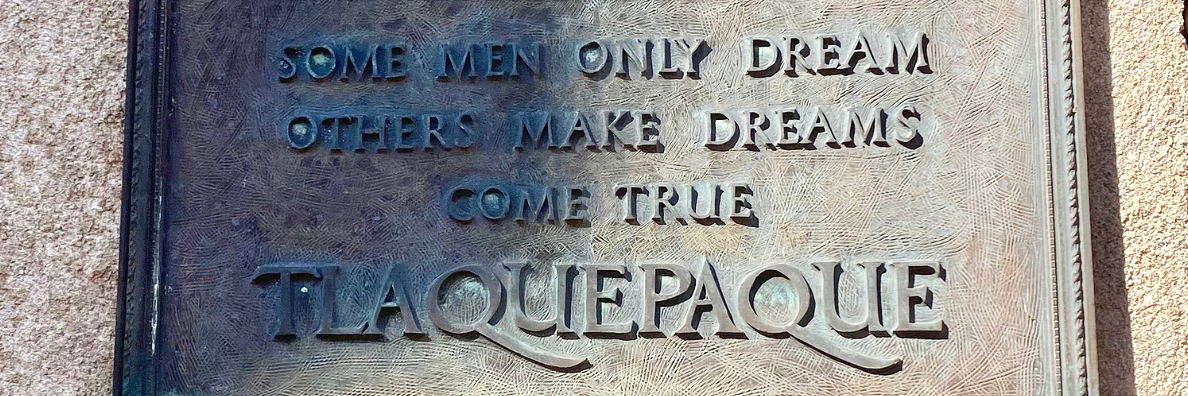 SOME MEN ONLY DREAM
OTHERS MAKE DREAMS
COME TRUE
TLAQUEPAQUE